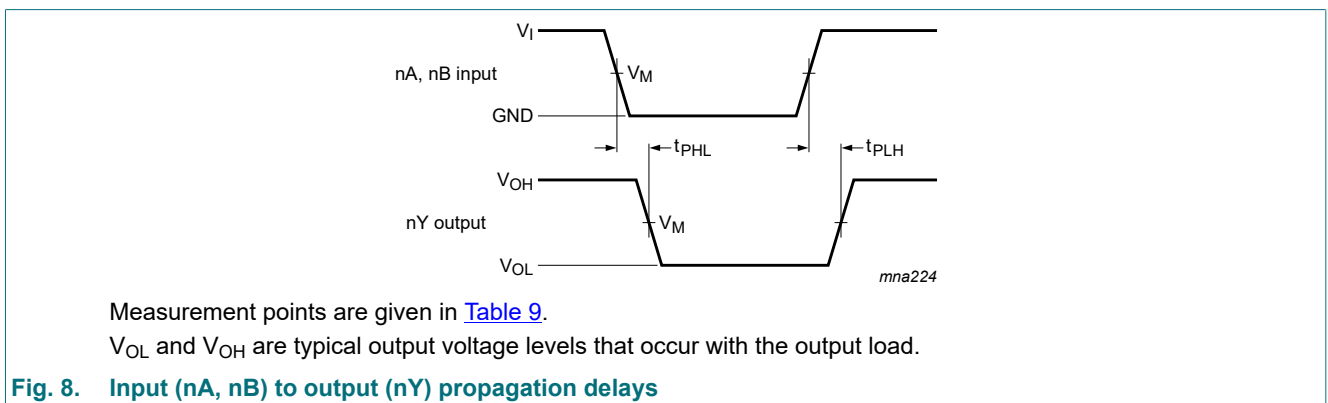 VI
nA, nB input
VM
GND
tPHL
tPLH
VOH
nY output
VM
VOL
mna224
Measurement points are given in Table 9.
VOL and VOH are typical output voltage levels that occur with the output load.
Fig. 8. Input (nA, nB) to output (nY) propagation delays